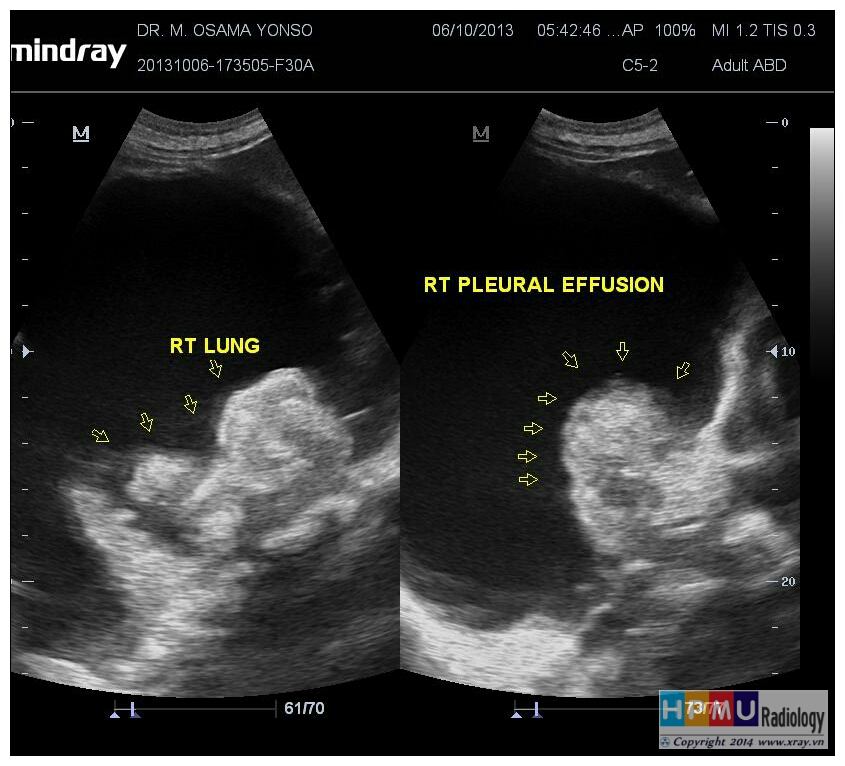 mindray
DR. M. OSAMA YONSO
06/10/2013 05:42:46 ...AP 100% MI 1.2 TIS 0.3
20131006-173505-F30A
C5-2 Adult ABD
M
M
0
RT PLEURAL EFFUSION
RT LUNG
10
20
61/70
HPMU Radiology
© Copyright 2014 www.xray.vn